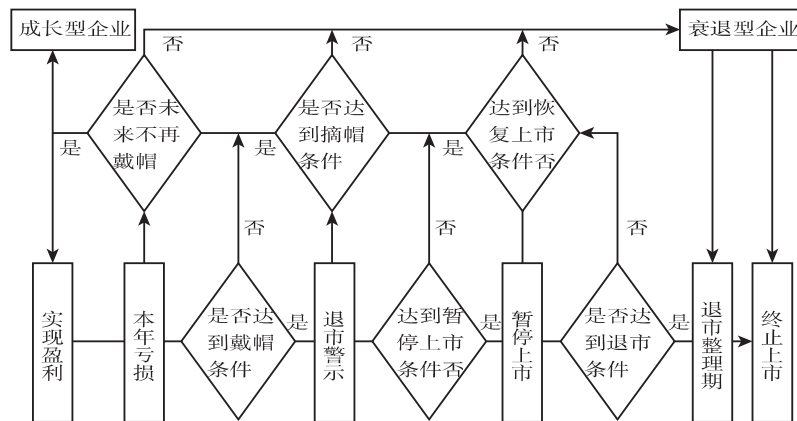 成长型企业
否
否
否
衰退型企业
是否未
来不再
戴帽
是否达
到摘帽
条件
达到恢
复上市
条件否
是
是
是
否
否
否
实现盈利
本年亏损
是否达
到戴帽
条件
是
退市警示
达到暂
停上市
条件否
是
暂停上市
是否达
到退市
条件
是
退市整理期
终止上市